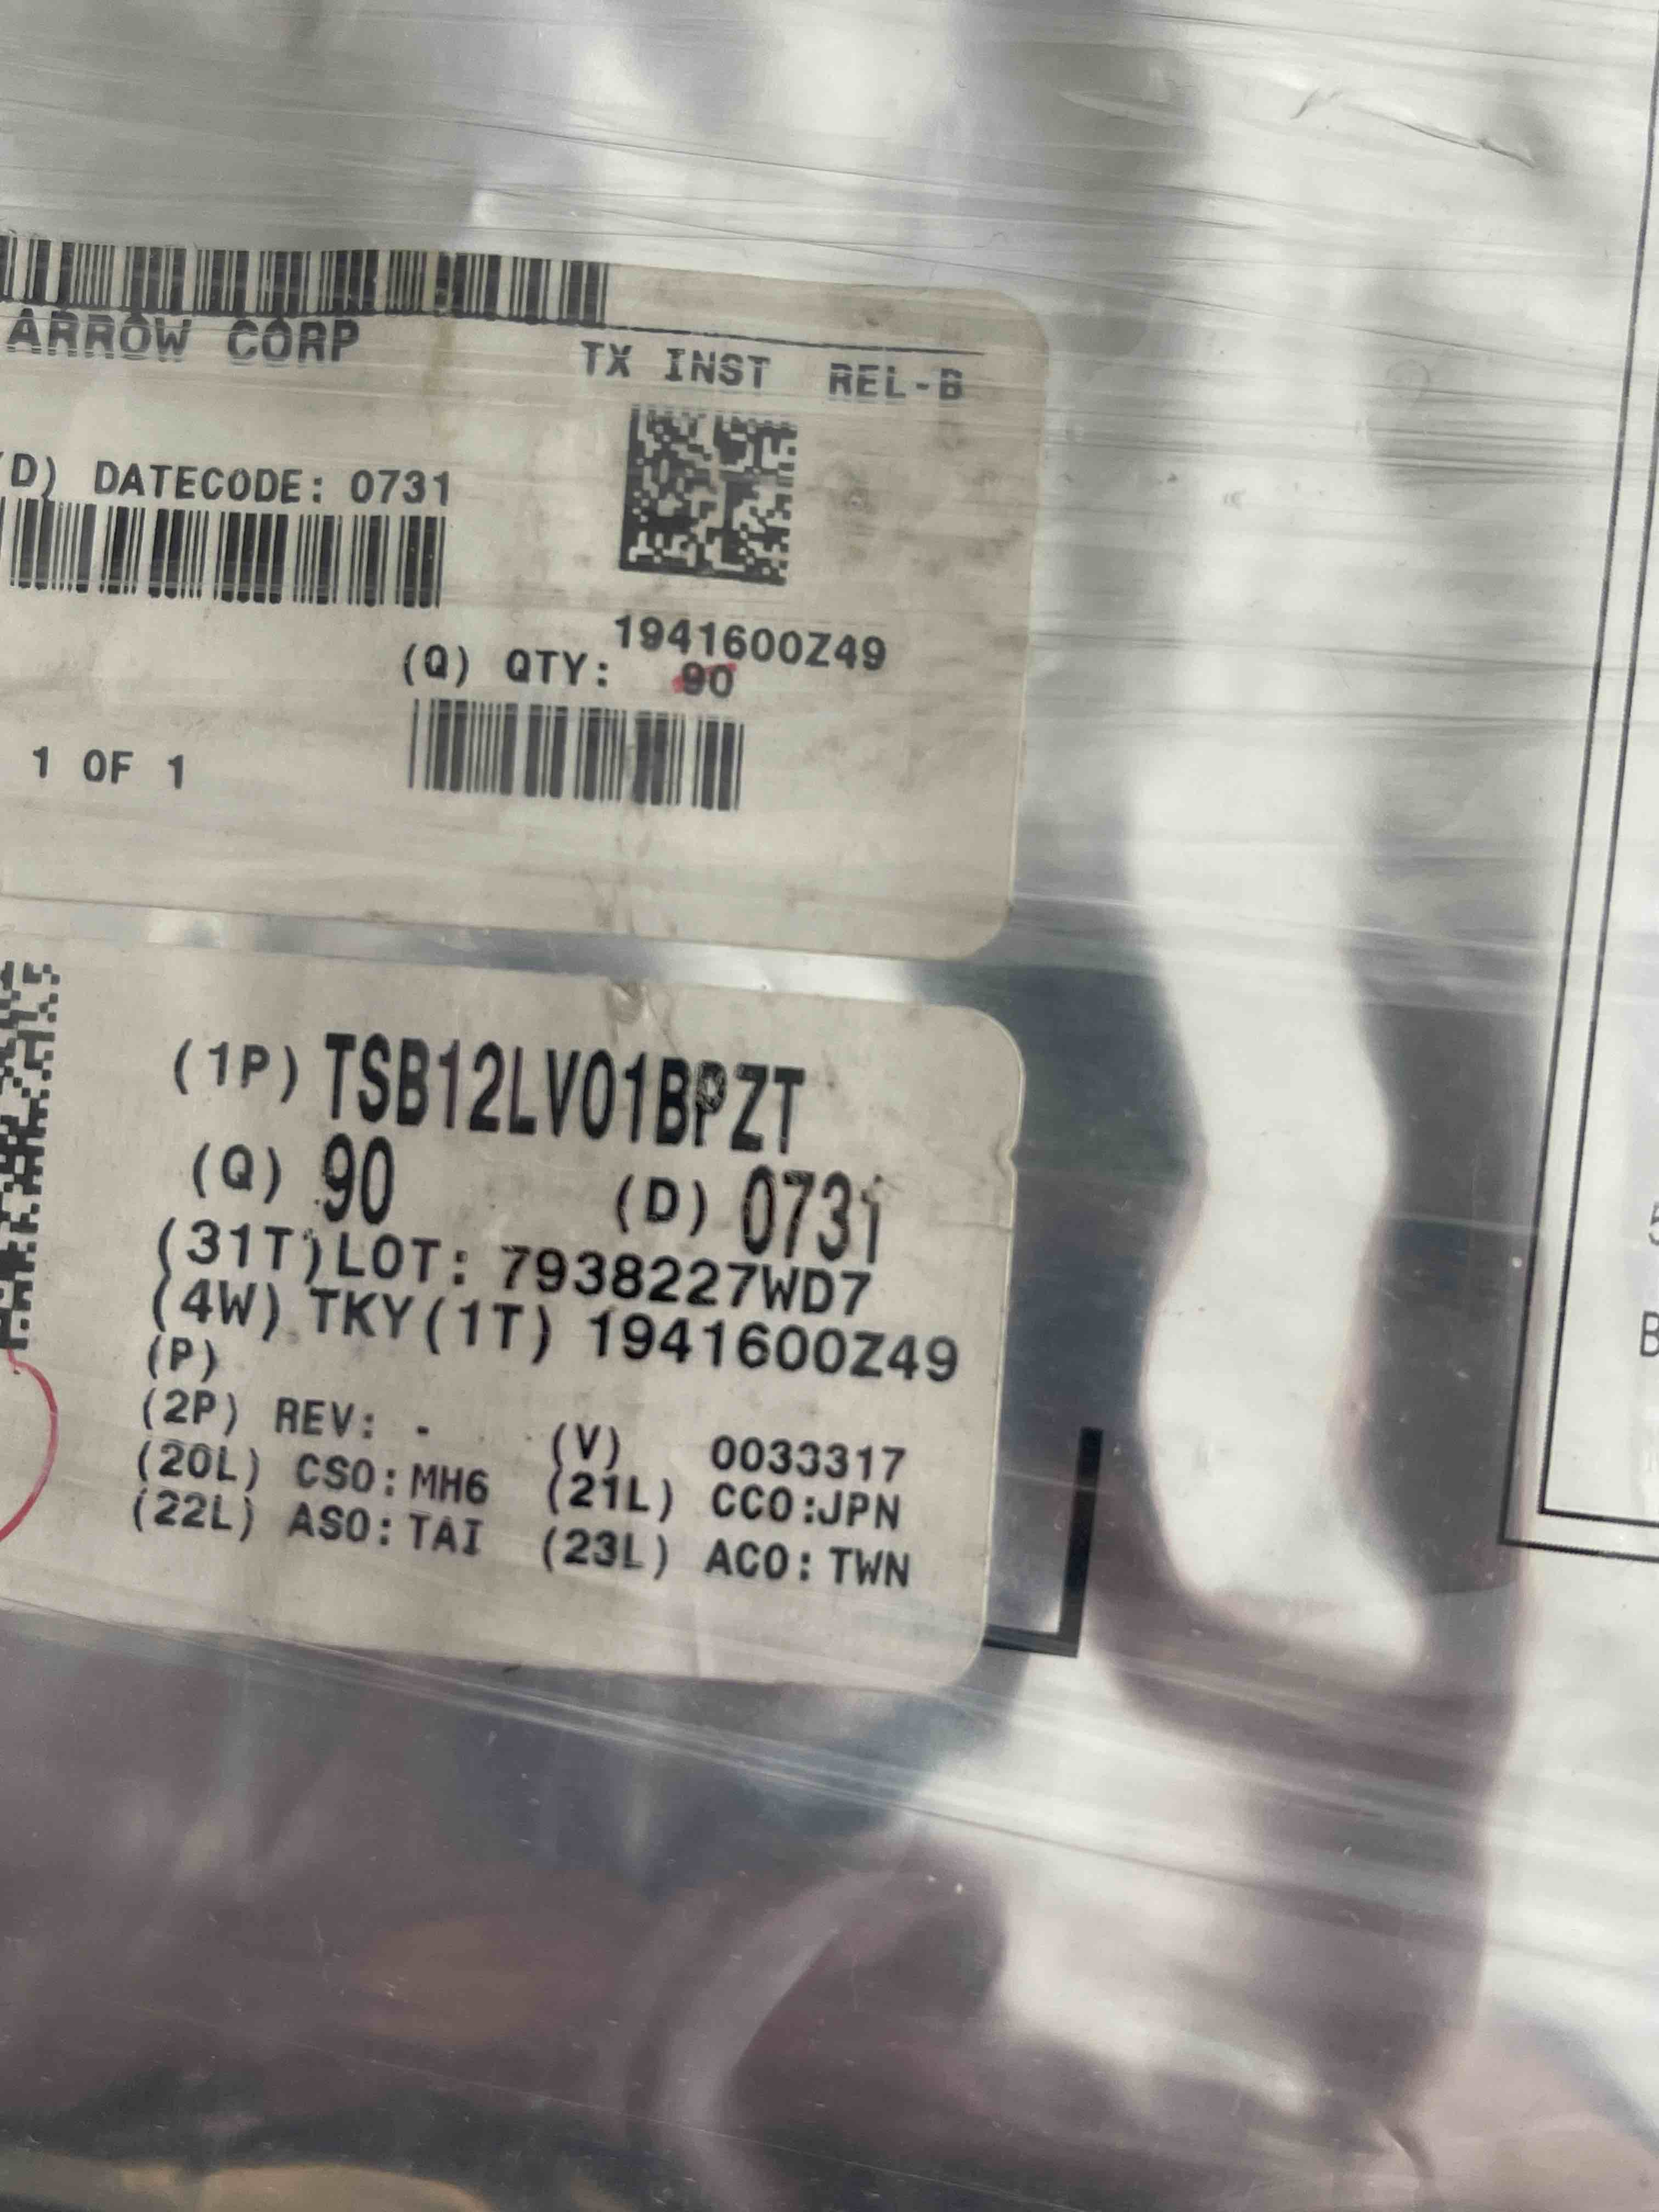 ARROW CORP
TX INST REL-B
(D) DATECODE: 0731
1941600Z49
(Q) QTY: 90
1 OF 1
(1P) TSB12LV01BPZT
(Q) 90 (D) 0731
(31T) LOT: 7938227WD7
(4W) TKY(1T) 1941600Z49
(P)
(2P) REV: - (V) 0033317
(20L) CSO:MH6 (21L) CCO:JPN
(22L) ASO:TAI (23L) ACO: TWN
B